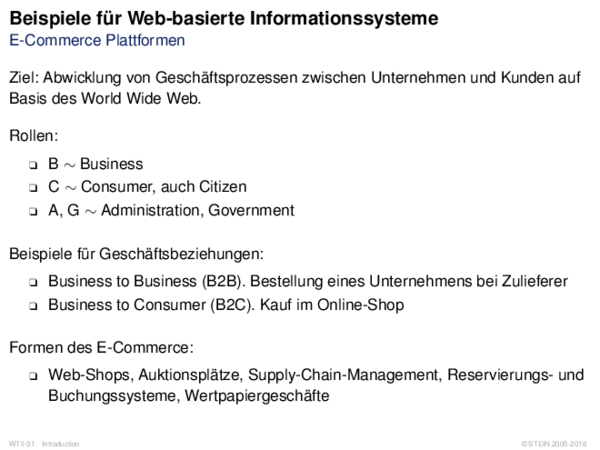 Beispiele für Web-basierte Informationssysteme
E-Commerce Plattformen
Ziel: Abwicklung von Geschäftsprozessen zwischen Unternehmen und Kunden auf
Basis des World Wide Web.
Rollen:
❑ B ∼ Business
❑ C ∼ Consumer, auch Citizen
❑ A, G ∼ Administration, Government
Beispiele für Geschäftsbeziehungen:
❑ Business to Business (B2B). Bestellung eines Unternehmens bei Zulieferer
❑ Business to Consumer (B2C). Kauf im Online-Shop
Formen des E-Commerce:
❑ Web-Shops, Auktionsplätze, Supply-Chain-Management, Reservierungs- und
Buchungssysteme, Wertpapiergeschäfte
WT:I-31 Introduction © STEIN 2005-2018